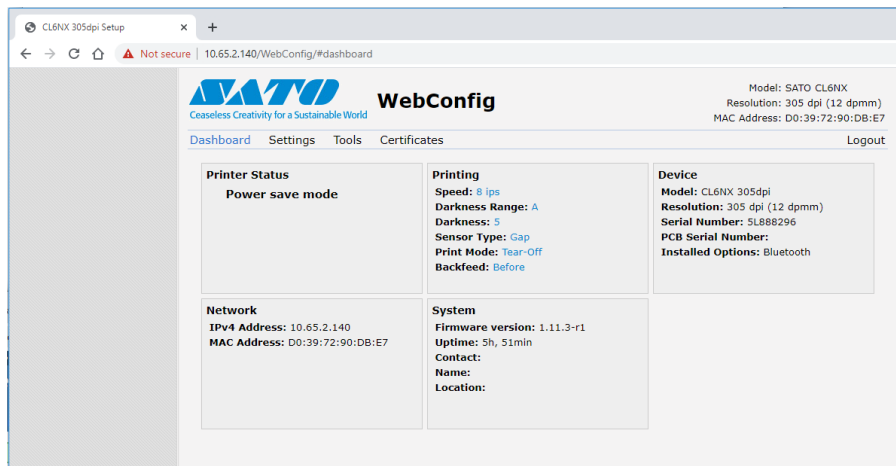 CL6NX 305dpi Setup
Not secure | 10.65.2.140/WebConfig/#dashboard
SATO
Ceaseless Creativity for a Sustainable World
WebConfig
Model: SATO CL6NX
Resolution: 305 dpi (12 dpmm)
MAC Address: D0:39:72:90:DB:E7
Dashboard Settings Tools Certificates Logout
Printer Status
Power save mode
Printing
Speed: 8 ips
Darkness Range: A
Darkness: 5
Sensor Type: Gap
Print Mode: Tear-Off
Backfeed: Before
Device
Model: CL6NX 305dpi
Resolution: 305 dpi (12 dpmm)
Serial Number: 5L888296
PCB Serial Number:
Installed Options: Bluetooth
Network
IPv4 Address: 10.65.2.140
MAC Address: D0:39:72:90:DB:E7
System
Firmware version: 1.11.3-r1
Uptime: 5h, 51min
Contact:
Name:
Location: